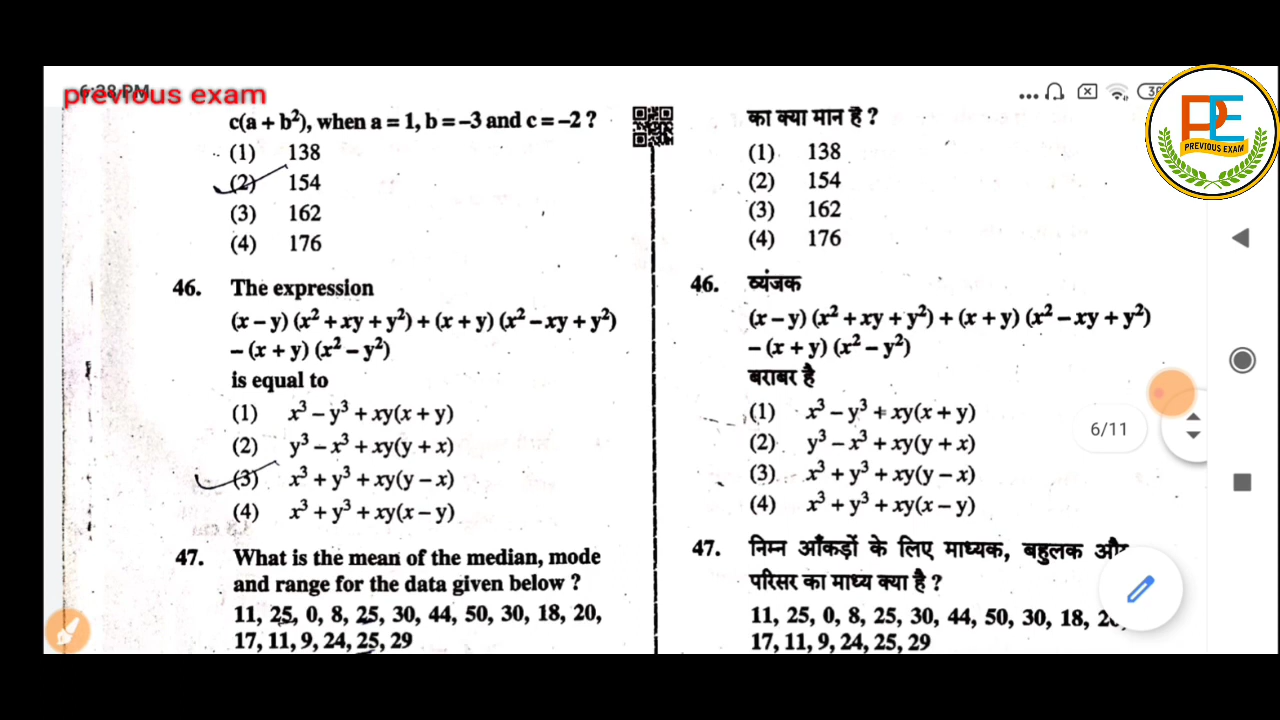 6:38 PM
previous exam
36
PE
PREVIOUS EXAM
c(a + b²), when a = 1, b = –3 and c = –2 ?
(1) 138
(2) 154
(3) 162
(4) 176
46. The expression
(x – y) (x² + xy + y²) + (x + y) (x² – xy + y²)
– (x + y) (x² – y²)
is equal to
(1) x³ – y³ + xy(x + y)
(2) y³ – x³ + xy(y + x)
(3) x³ + y³ + xy(y – x)
(4) x³ + y³ + xy(x – y)
47. What is the mean of the median, mode
and range for the data given below ?
11, 25, 0, 8, 25, 30, 44, 50, 30, 18, 20,
17, 11, 9, 24, 25, 29
का क्या मान है ?
(1) 138
(2) 154
(3) 162
(4) 176
46. व्यंजक
(x – y) (x² + xy + y²) + (x + y) (x² – xy + y²)
– (x + y) (x² – y²)
बराबर है
(1) x³ – y³ + xy(x + y)
(2) y³ – x³ + xy(y + x)
(3) x³ + y³ + xy(y – x)
(4) x³ + y³ + xy(x – y)
47. निम्न आँकड़ों के लिए माध्यक, बहुलक और
परिसर का माध्य क्या है ?
11, 25, 0, 8, 25, 30, 44, 50, 30, 18,
17, 11, 9, 24, 25, 29
6/11